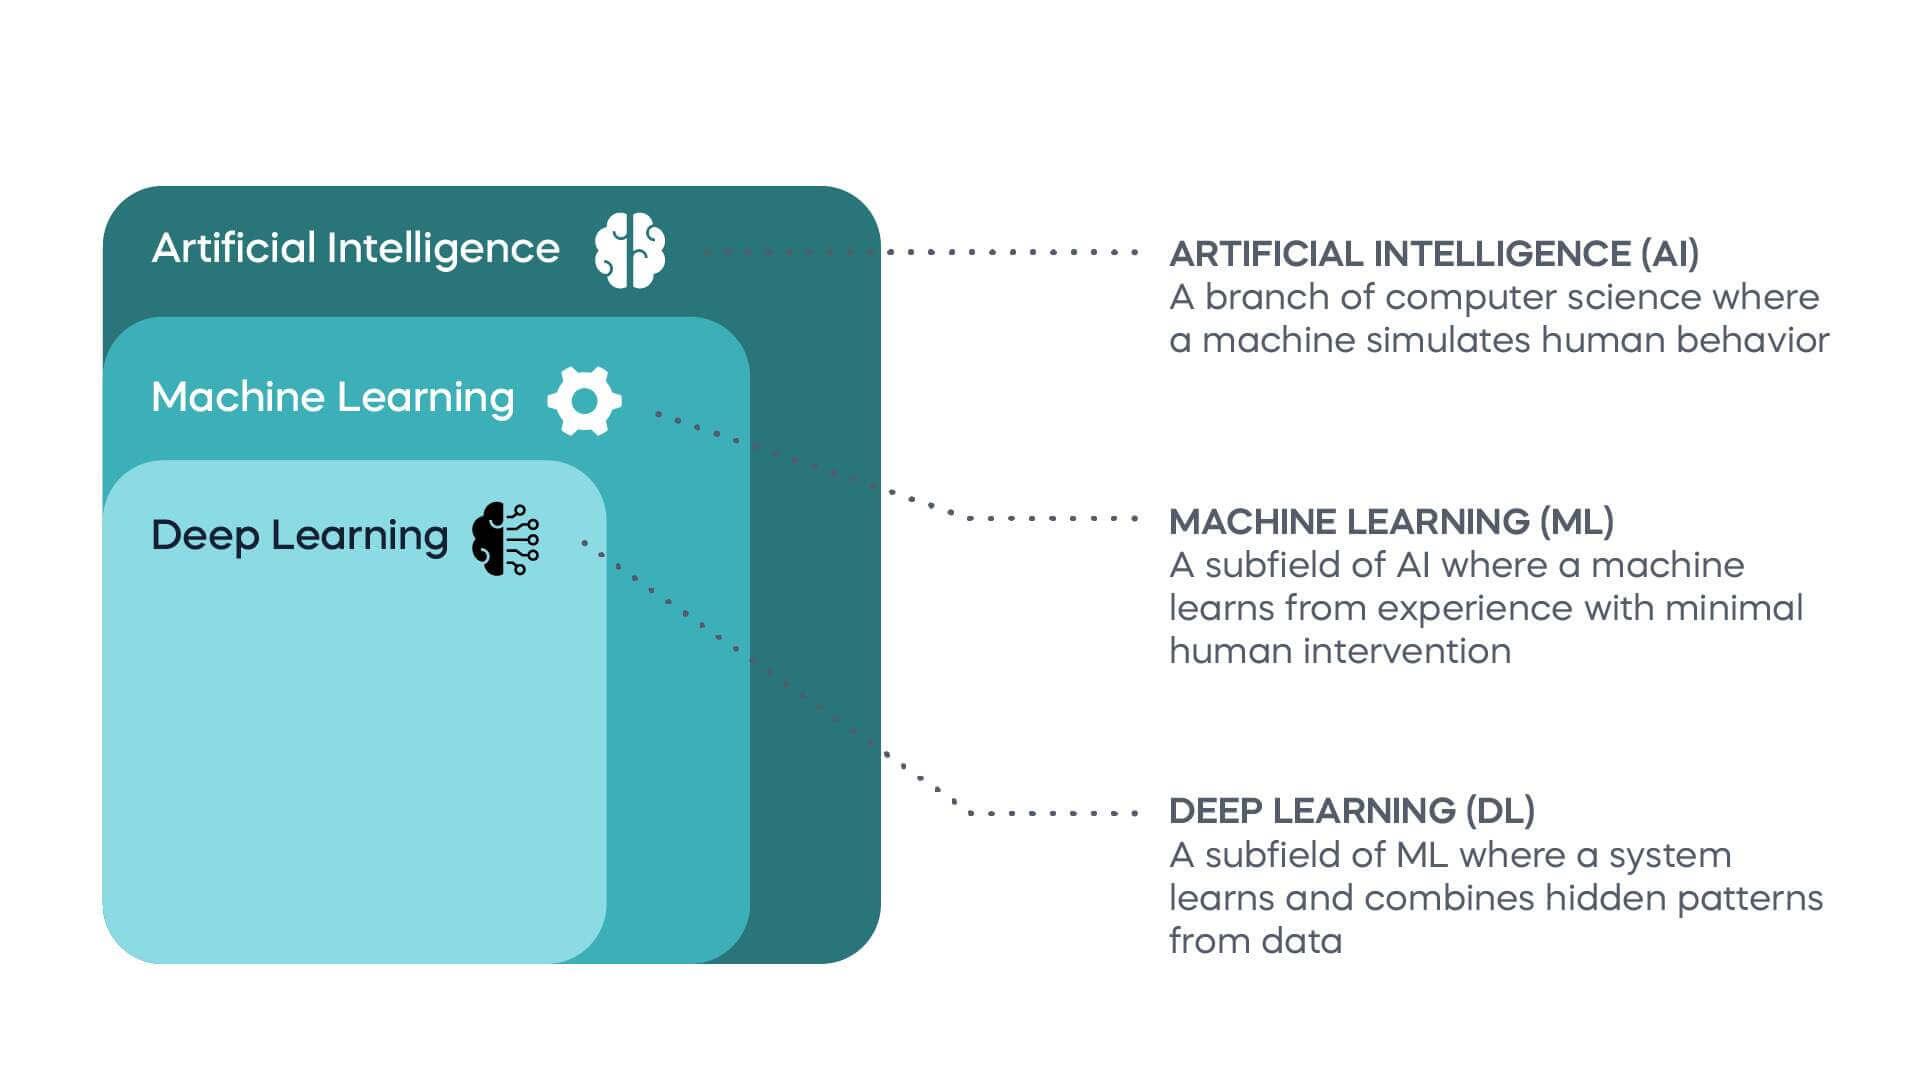 Artificial Intelligence
Machine Learning
Deep Learning
ARTIFICIAL INTELLIGENCE (AI)
A branch of computer science where
a machine simulates human behavior
MACHINE LEARNING (ML)
A subfield of AI where a machine
learns from experience with minimal
human intervention
DEEP LEARNING (DL)
A subfield of ML where a system
learns and combines hidden patterns
from data